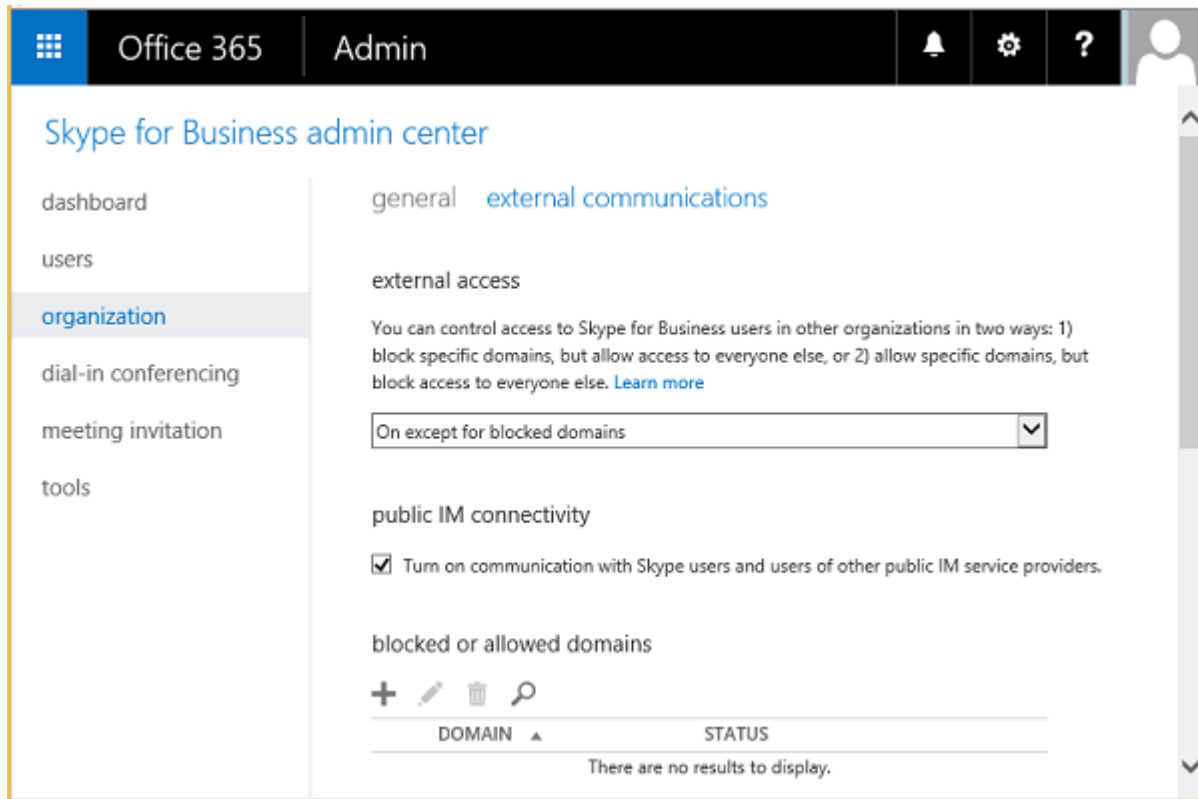 Office 365 Admin ?
Skype for Business admin center
dashboard
users
organization
dial-in conferencing
meeting invitation
tools
general external communications
external access
You can control access to Skype for Business users in other organizations in two ways: 1)
block specific domains, but allow access to everyone else, or 2) allow specific domains, but
block access to everyone else. Learn more
On except for blocked domains
public IM connectivity
Turn on communication with Skype users and users of other public IM service providers.
blocked or allowed domains
DOMAIN STATUS
There are no results to display.